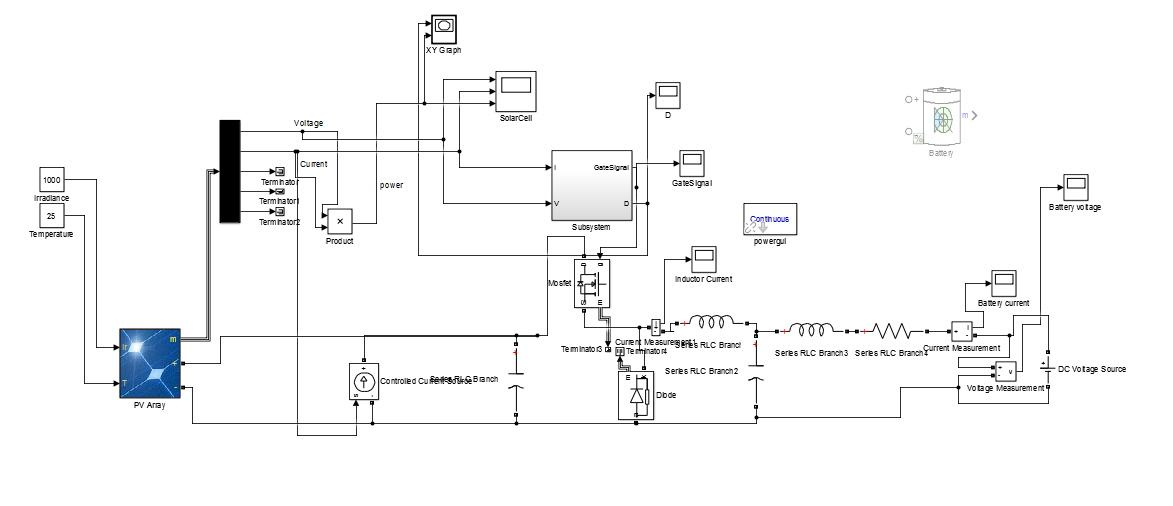 XY Graph
SolarCell
D
Voltage
Current
power
Terminator
Terminator1
Terminator2
1000
Irradiance
25
Temperature
×
Product
I
GateSignal
V
D
Subsystem
GateSignal
Continuous
powergui
+
m
%
Battery
Battery voltage
Mosfet
Inductor Current
Battery current
Terminator3
Terminator4
Current Measurement1
Series RLC Branch
Series RLC Branch3
Series RLC Branch4
Current Measurement
Series RLC Branch2
Voltage Measurement
DC Voltage Source
Ir
T
m
+
-
PV Array
Controlled Current Source
Series RLC Branch
Diode